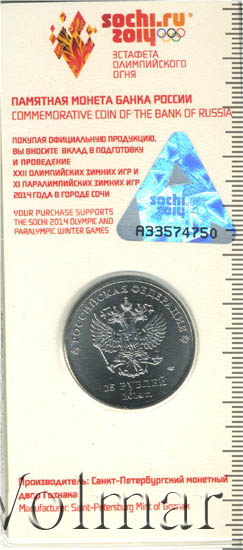 sochi.ru
2014
ЭСТАФЕТА
ОЛИМПИЙСКОГО
ОГНЯ
ПАМЯТНАЯ МОНЕТА БАНКА РОССИИ
COMMEMORATIVE COIN OF THE BANK OF RUSSIA
ПОКУПАЯ ОФИЦИАЛЬНУЮ ПРОДУКЦИЮ,
ВЫ ВНОСИТЕ ВКЛАД В ПОДГОТОВКУ
И ПРОВЕДЕНИЕ
XXII ОЛИМПИЙСКИХ ЗИМНИХ ИГР И
XI ПАРАЛИМПИЙСКИХ ЗИМНИХ ИГР
2014 ГОДА В ГОРОДЕ СОЧИ
YOUR PURCHASE SUPPORTS
THE SOCHI 2014 OLYMPIC AND
PARALYMPIC WINTER GAMES
sochi
2014
A33574750
РОССИЙСКАЯ ФЕДЕРАЦИЯ
25 РУБЛЕЙ
2014 г.
Производитель: Санкт-Петербургский монетный
двор Гознака
Manufacturer: Saint-Petersburg Mint of Goznak
Volmar